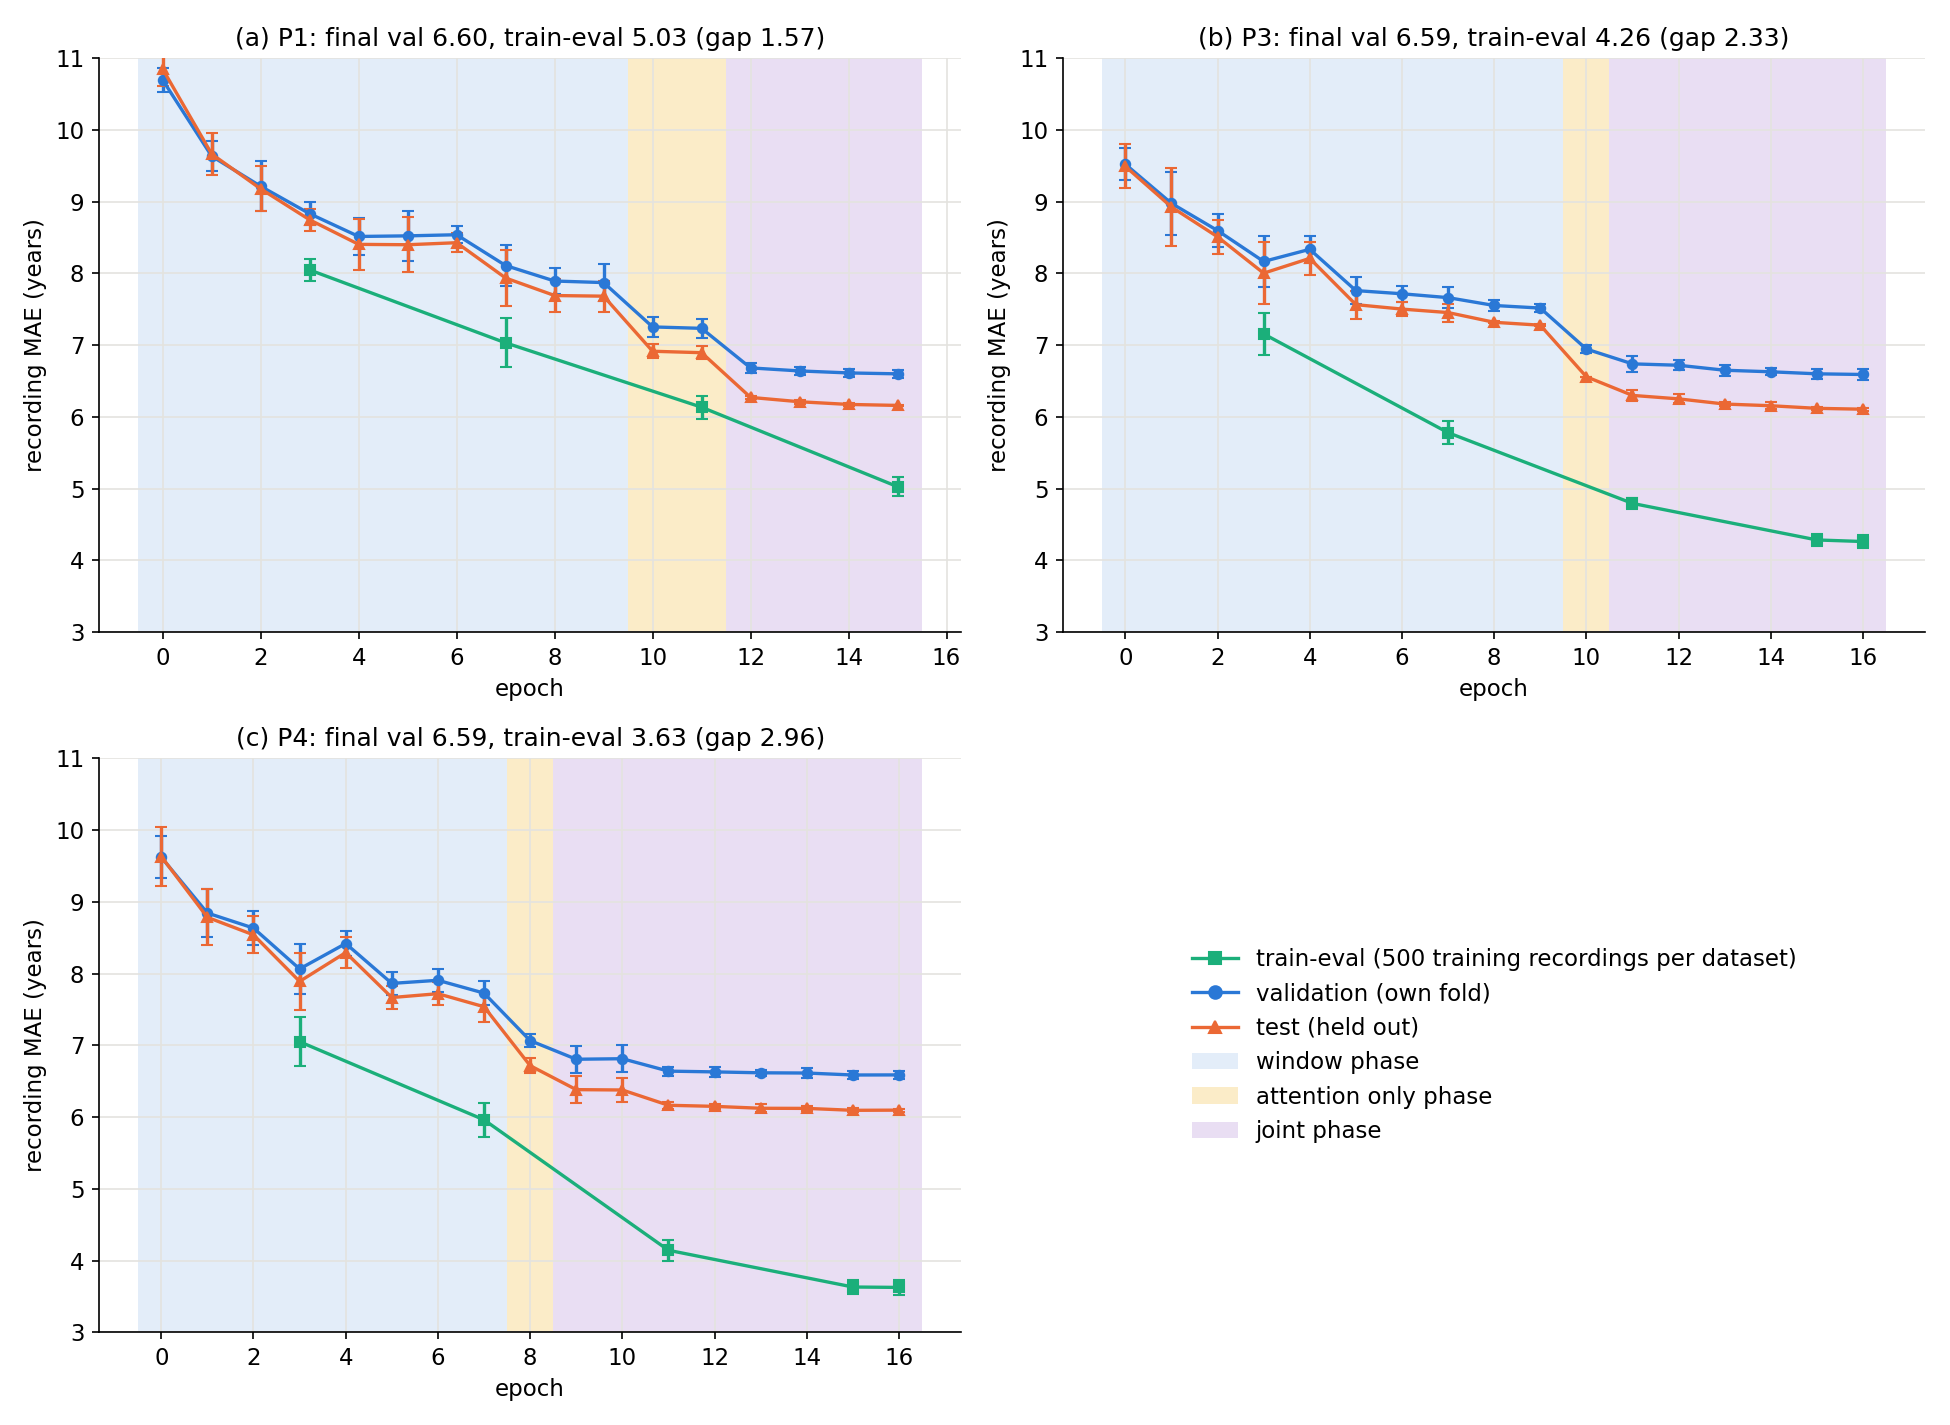 (a) P1: final val 6.60, train-eval 5.03 (gap 1.57)
11
10
9
8
7
6
5
4
3
recording MAE (years)
0 2 4 6 8 10 12 14 16
epoch
(b) P3: final val 6.59, train-eval 4.26 (gap 2.33)
11
10
9
8
7
6
5
4
3
recording MAE (years)
0 2 4 6 8 10 12 14 16
epoch
(c) P4: final val 6.59, train-eval 3.63 (gap 2.96)
11
10
9
8
7
6
5
4
3
recording MAE (years)
0 2 4 6 8 10 12 14 16
epoch
train-eval (500 training recordings per dataset)
validation (own fold)
test (held out)
window phase
attention only phase
joint phase